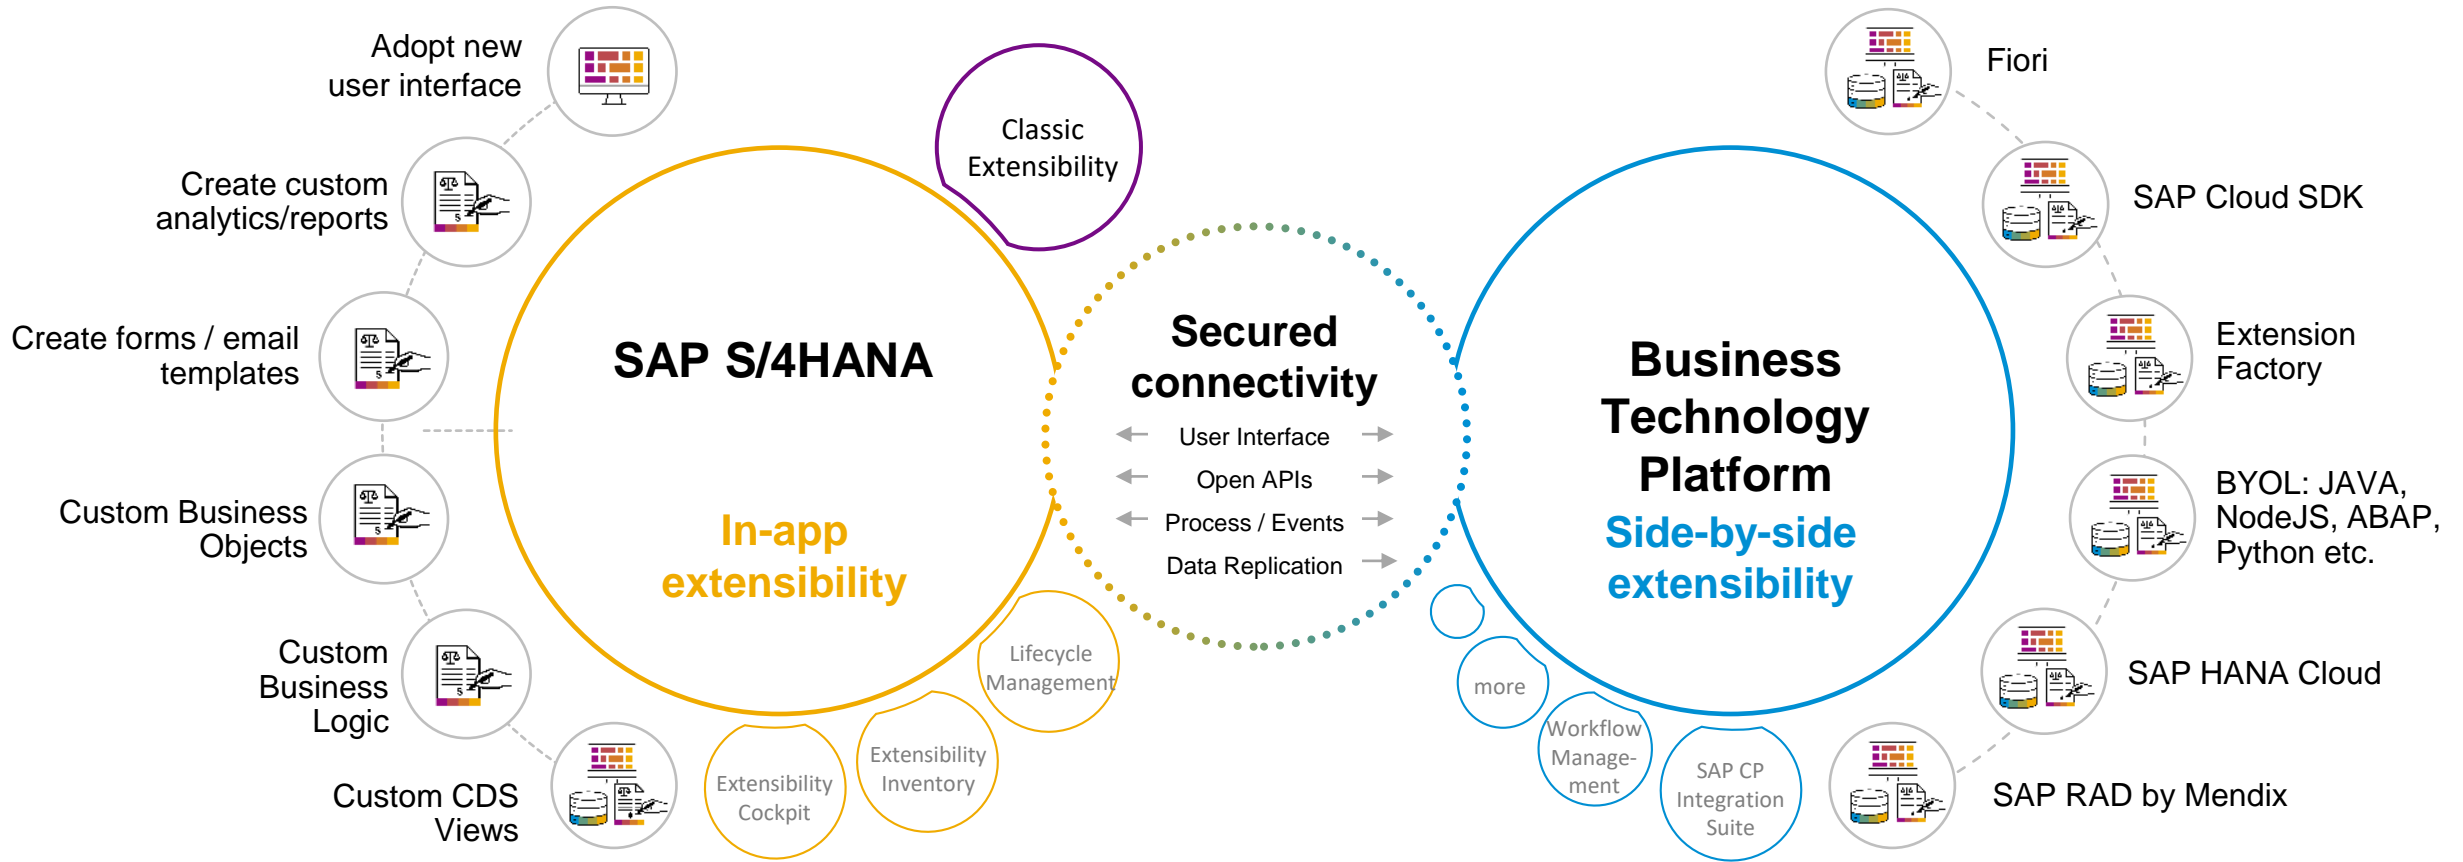 Adopt new
user interface
Create custom
analytics/reports
Create forms / email
templates
Custom Business
Objects
Custom
Business
Logic
Custom CDS
Views
Classic
Extensibility
SAP S/4HANA
In-app
extensibility
Lifecycle
Management
Extensibility
Inventory
Extensibility
Cockpit
Secured
connectivity
User Interface
Open APIs
Process / Events
Data Replication
Business
Technology
Platform
Side-by-side
extensibility
more
Workflow
Manage-
ment
SAP CP
Integration
Suite
Fiori
SAP Cloud SDK
Extension
Factory
BYOL: JAVA,
NodeJS, ABAP,
Python etc.
SAP HANA Cloud
SAP RAD by Mendix